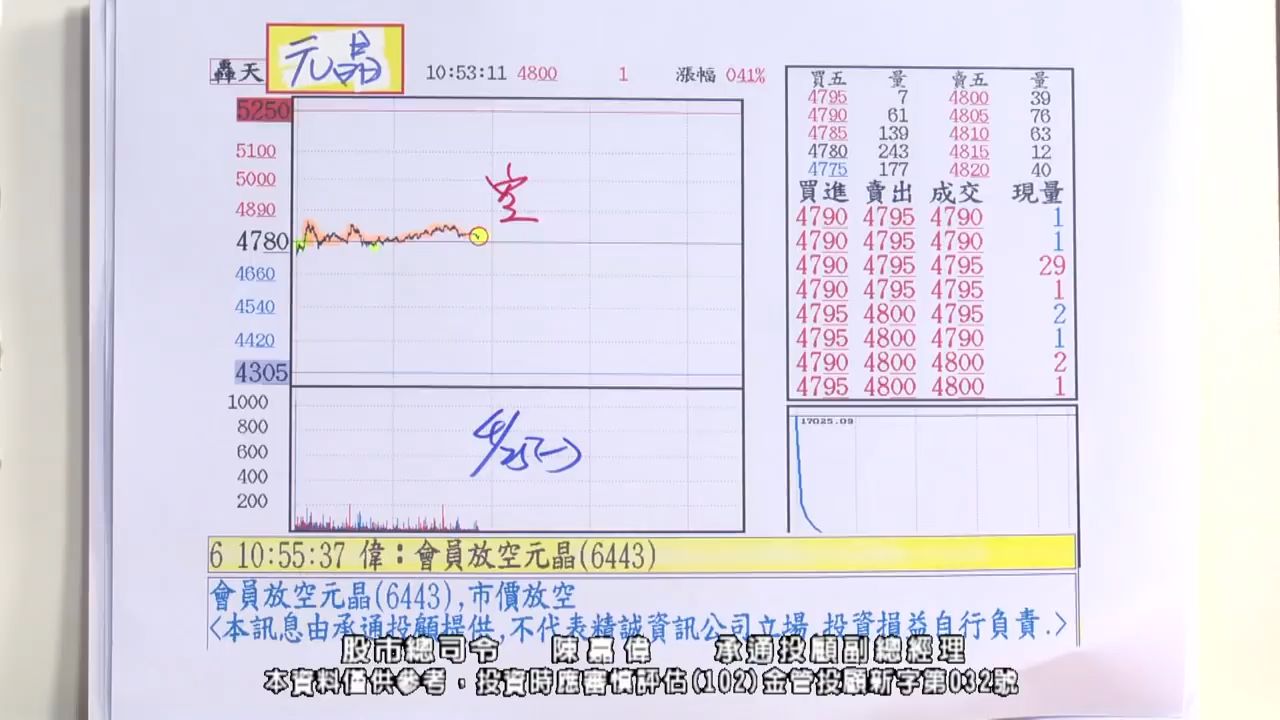 轟天 元晶 10:53:11 4800 1 漲幅 041%
買五 量 賣五 量
4795 7 4800 39
4790 61 4805 76
4785 139 4810 63
4780 243 4815 12
4775 177 4820 40
買進 賣出 成交 現量
4790 4795 4790 1
4790 4795 4790 1
4790 4795 4795 29
4790 4795 4795 1
4795 4800 4795 2
4795 4800 4790 1
4790 4800 4800 2
4795 4800 4800 1
5250
5100
5000
4890
4780
4660
4540
4420
4305
空
1000
800
600
400
200
4/25(一)
17025.09
6 10:55:37 偉:會員放空元晶(6443)
會員放空元晶(6443),市價放空
<本訊息由承通投顧提供,不代表精誠資訊公司立場,投資損益自行負責.>
股市總司令 陳嘉偉 承通投顧副總經理
本資料僅供參考,投資時應審慎評估(102)金管投顧新字第032號